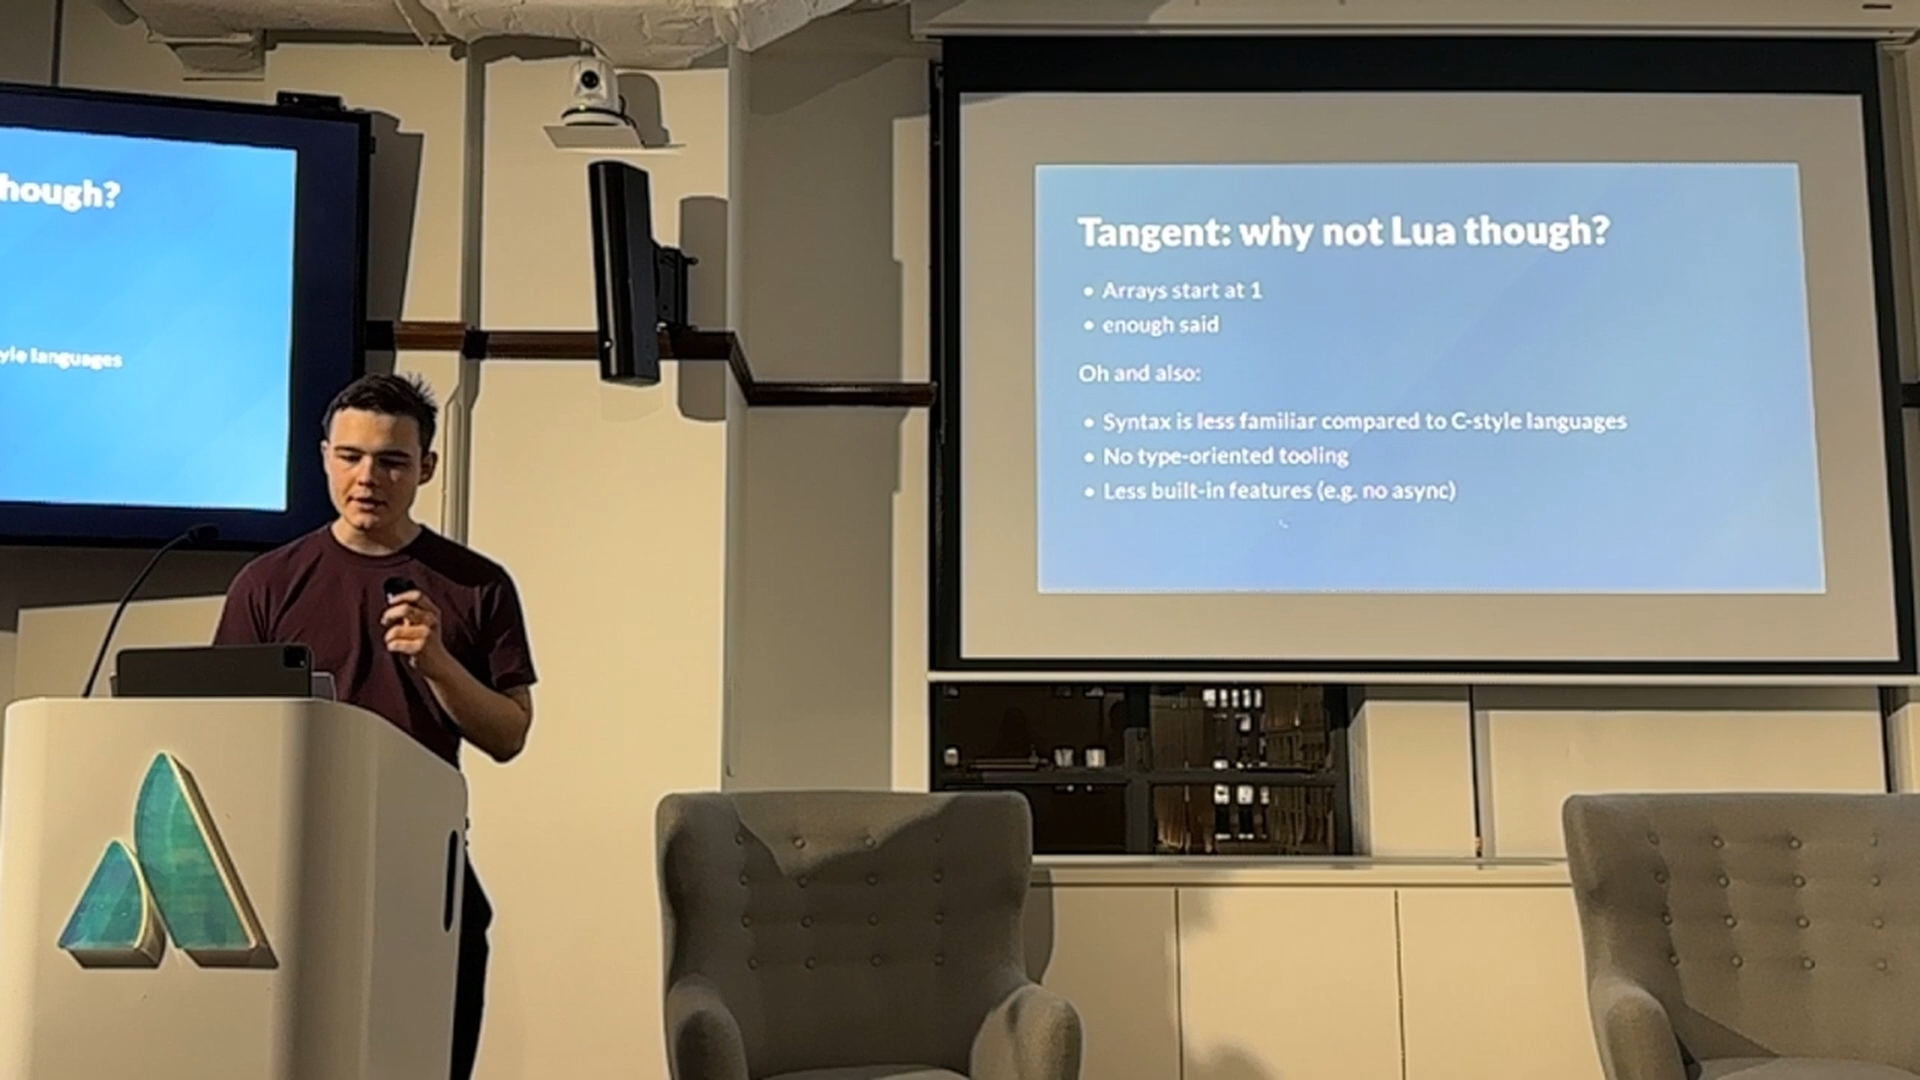 hough?
yle languages
Tangent: why not Lua though?
• Arrays start at 1
• enough said
Oh and also:
• Syntax is less familiar compared to C-style languages
• No type-oriented tooling
• Less built-in features (e.g. no async)